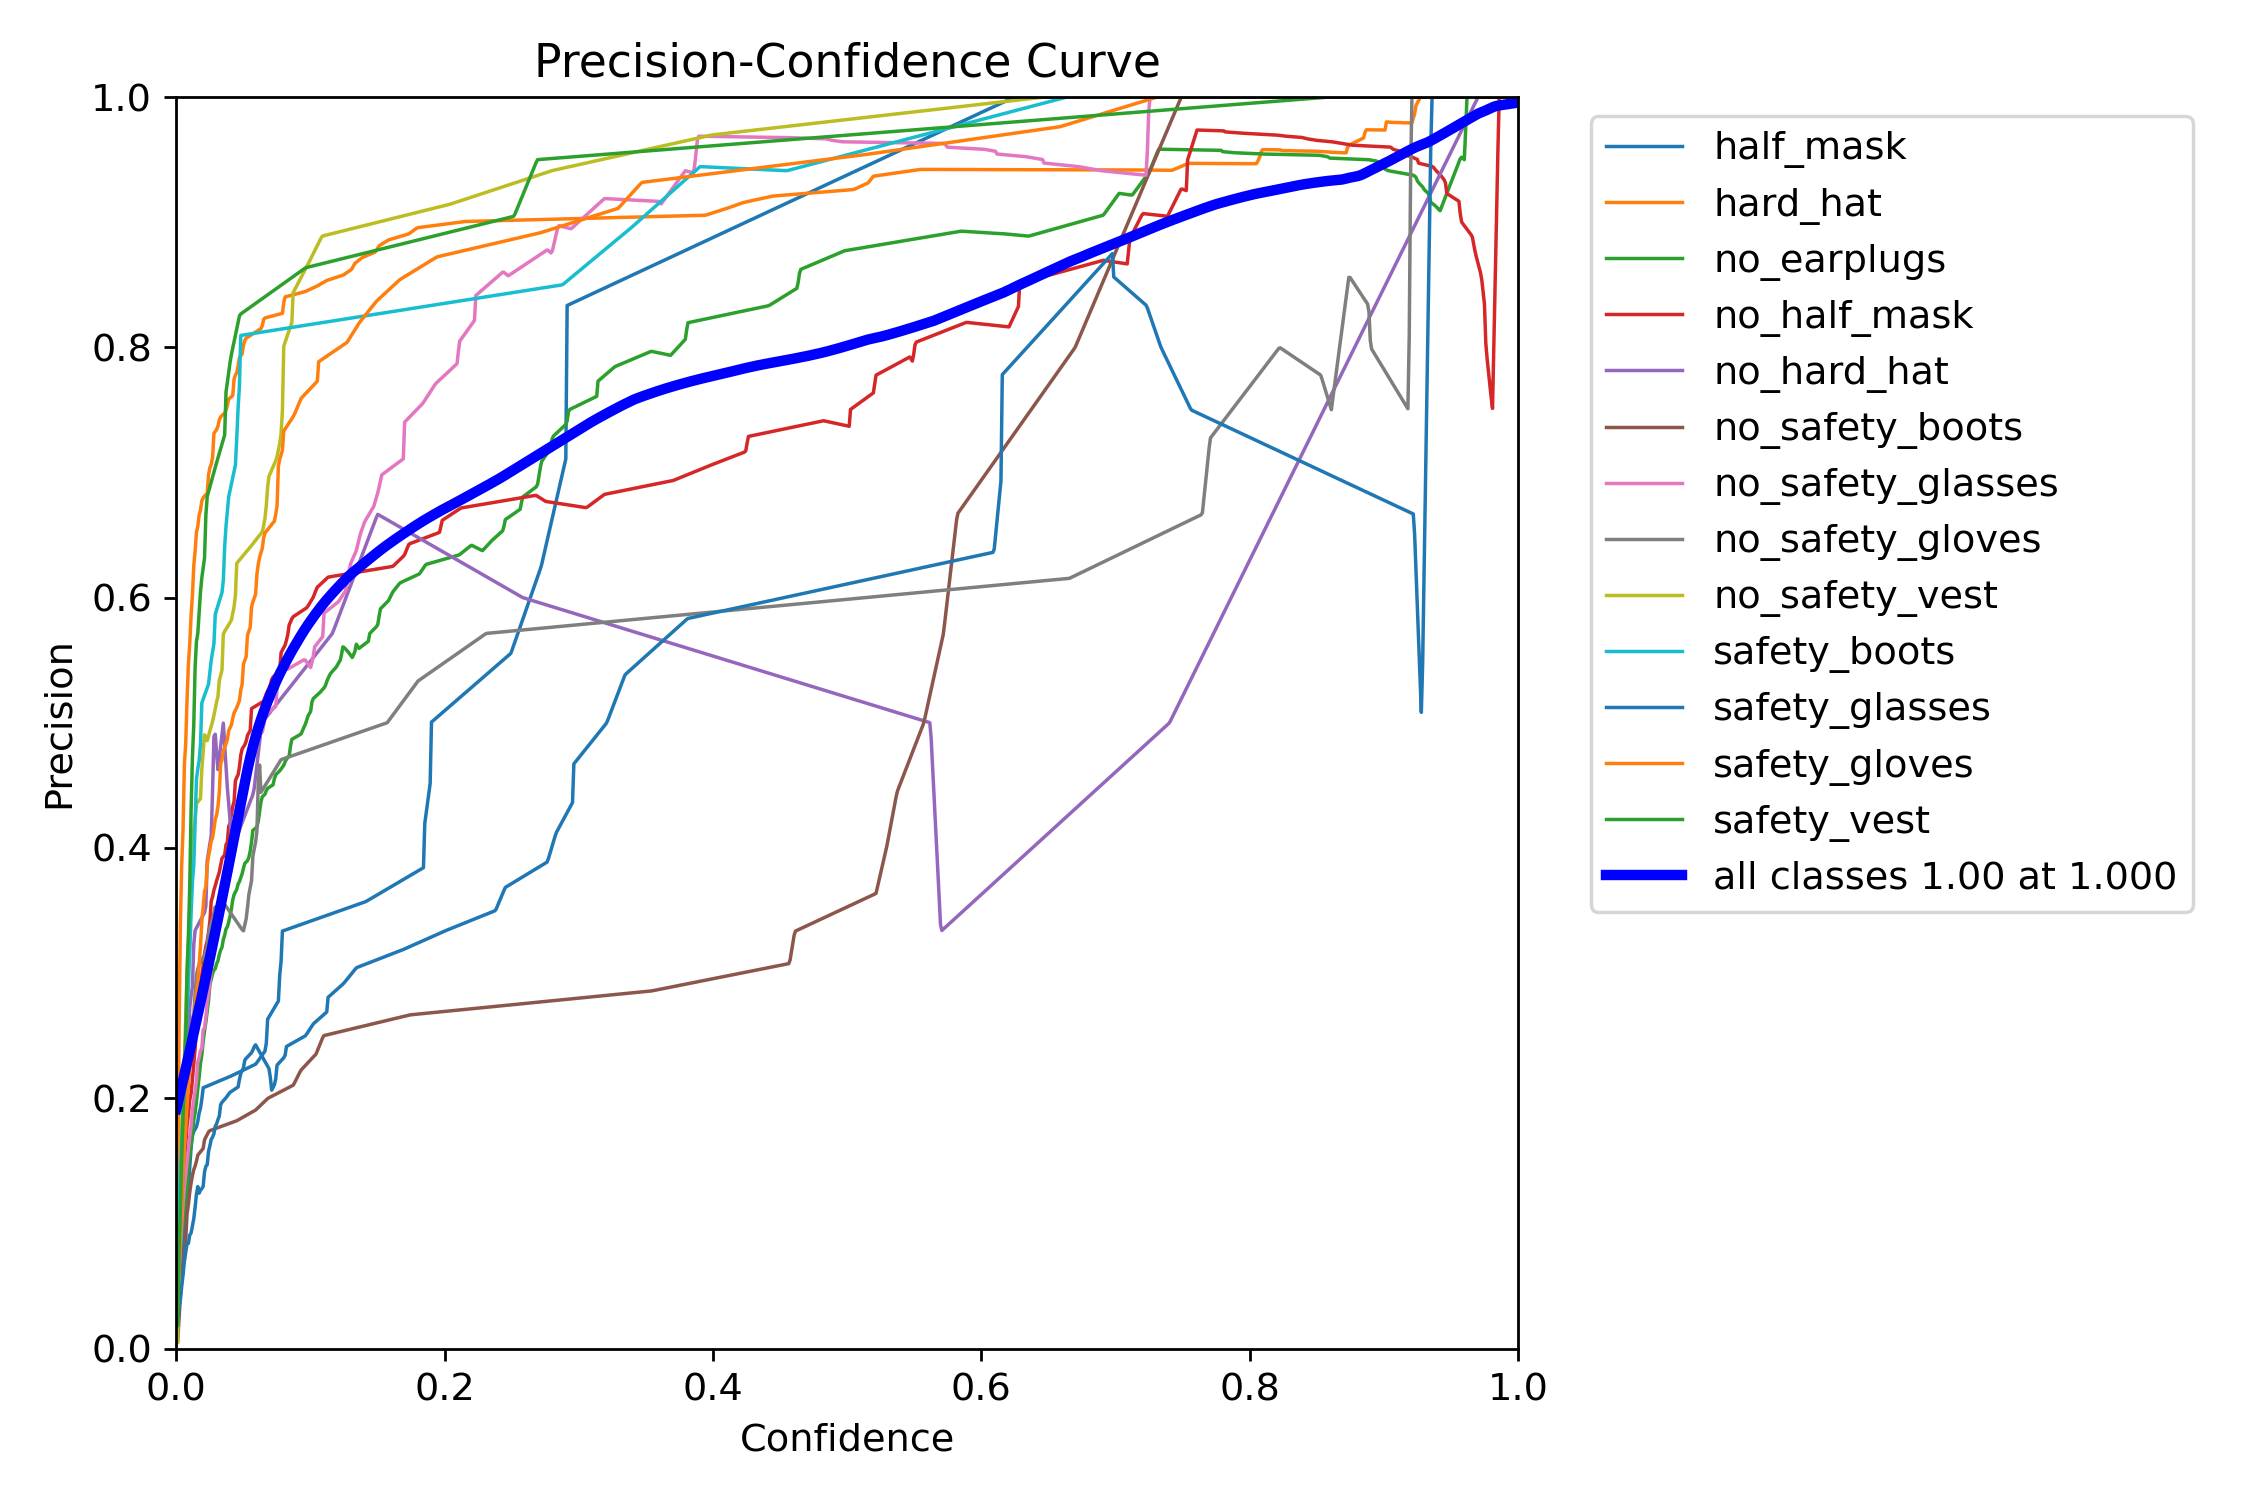 Precision-Confidence Curve
1.0
0.8
0.6
0.4
0.2
0.0
Precision
0.0 0.2 0.4 0.6 0.8 1.0
Confidence
half_mask
hard_hat
no_earplugs
no_half_mask
no_hard_hat
no_safety_boots
no_safety_glasses
no_safety_gloves
no_safety_vest
safety_boots
safety_glasses
safety_gloves
safety_vest
all classes 1.00 at 1.000